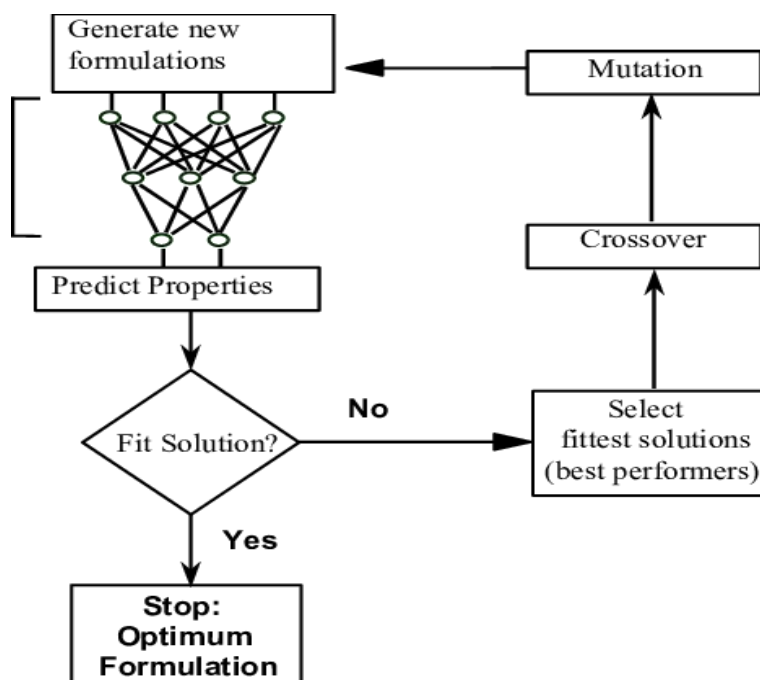 Generate new
formulations
Mutation
Crossover
Predict Properties
Fit Solution?
No
Select
fittest solutions
(best performers)
Yes
Stop:
Optimum
Formulation